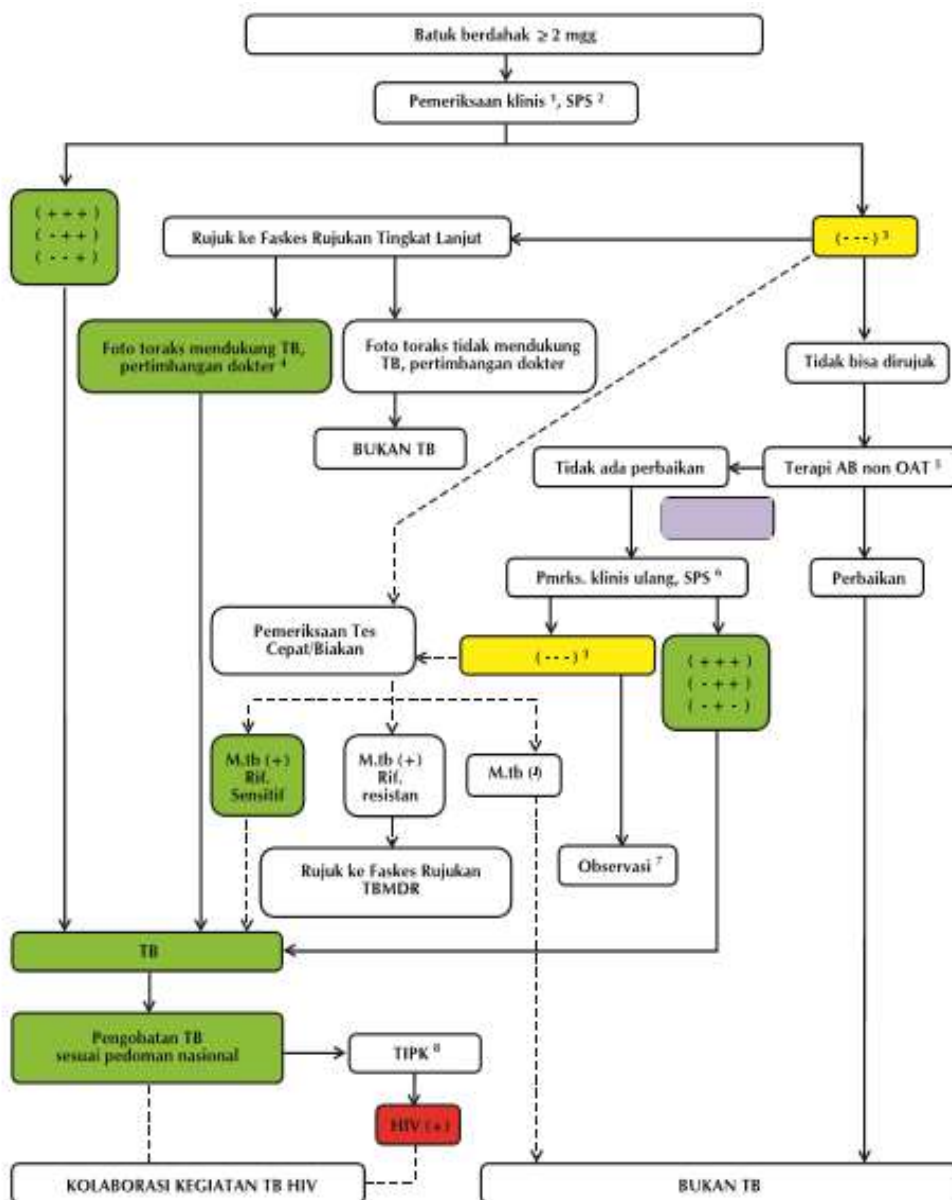 Batuk berdahak ≥ 2 mgg
Pemeriksaan klinis ¹, SPS ²
( + + + )
( - + + )
( - - + )
Rujuk ke Faskes Rujukan Tingkat Lanjut
( - - - ) ³
Foto toraks mendukung TB,
pertimbangan dokter ⁴
Foto toraks tidak mendukung
TB, pertimbangan dokter
Tidak bisa dirujuk
BUKAN TB
Tidak ada perbaikan
Terapi AB non OAT ⁵
Pmrks. klinis ulang, SPS ⁶
Perbaikan
Pemeriksaan Tes
Cepat/Biakan
( - - - ) ³
( + + + )
( - + + )
( - + - )
M.tb (+)
Rif.
Sensitif
M.tb (+)
Rif.
resistan
M.tb
Rujuk ke Faskes Rujukan
TBMDR
Observasi ⁷
TB
Pengobatan TB
sesuai pedoman nasional
TIPK ⁸
HIV (+)
KOLABORASI KEGIATAN TB HIV
BUKAN TB